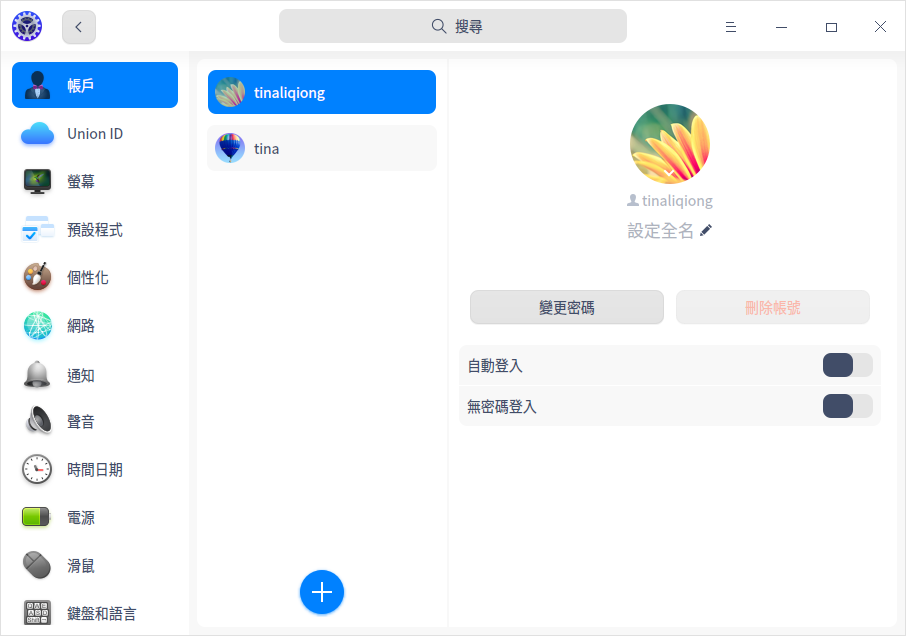 搜尋
帳戶
Union ID
螢幕
預設程式
個性化
網路
通知
聲音
時間日期
電源
滑鼠
鍵盤和語言
tinaliqiong
tina
tinaliqiong
設定全名
變更密碼
刪除帳號
自動登入
無密碼登入